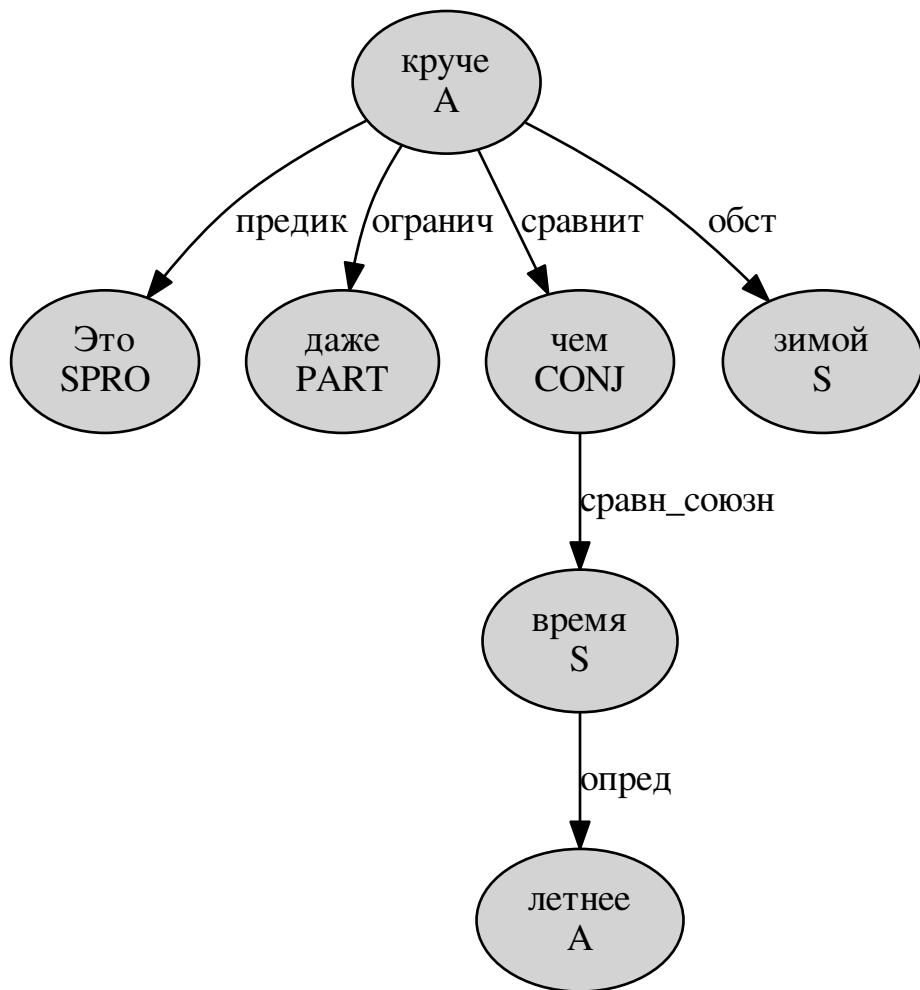 круче
A
предик
огранич
сравнит
обст
Это
SPRO
даже
PART
чем
CONJ
зимой
S
сравн_союзн
время
S
опред
летнее
A